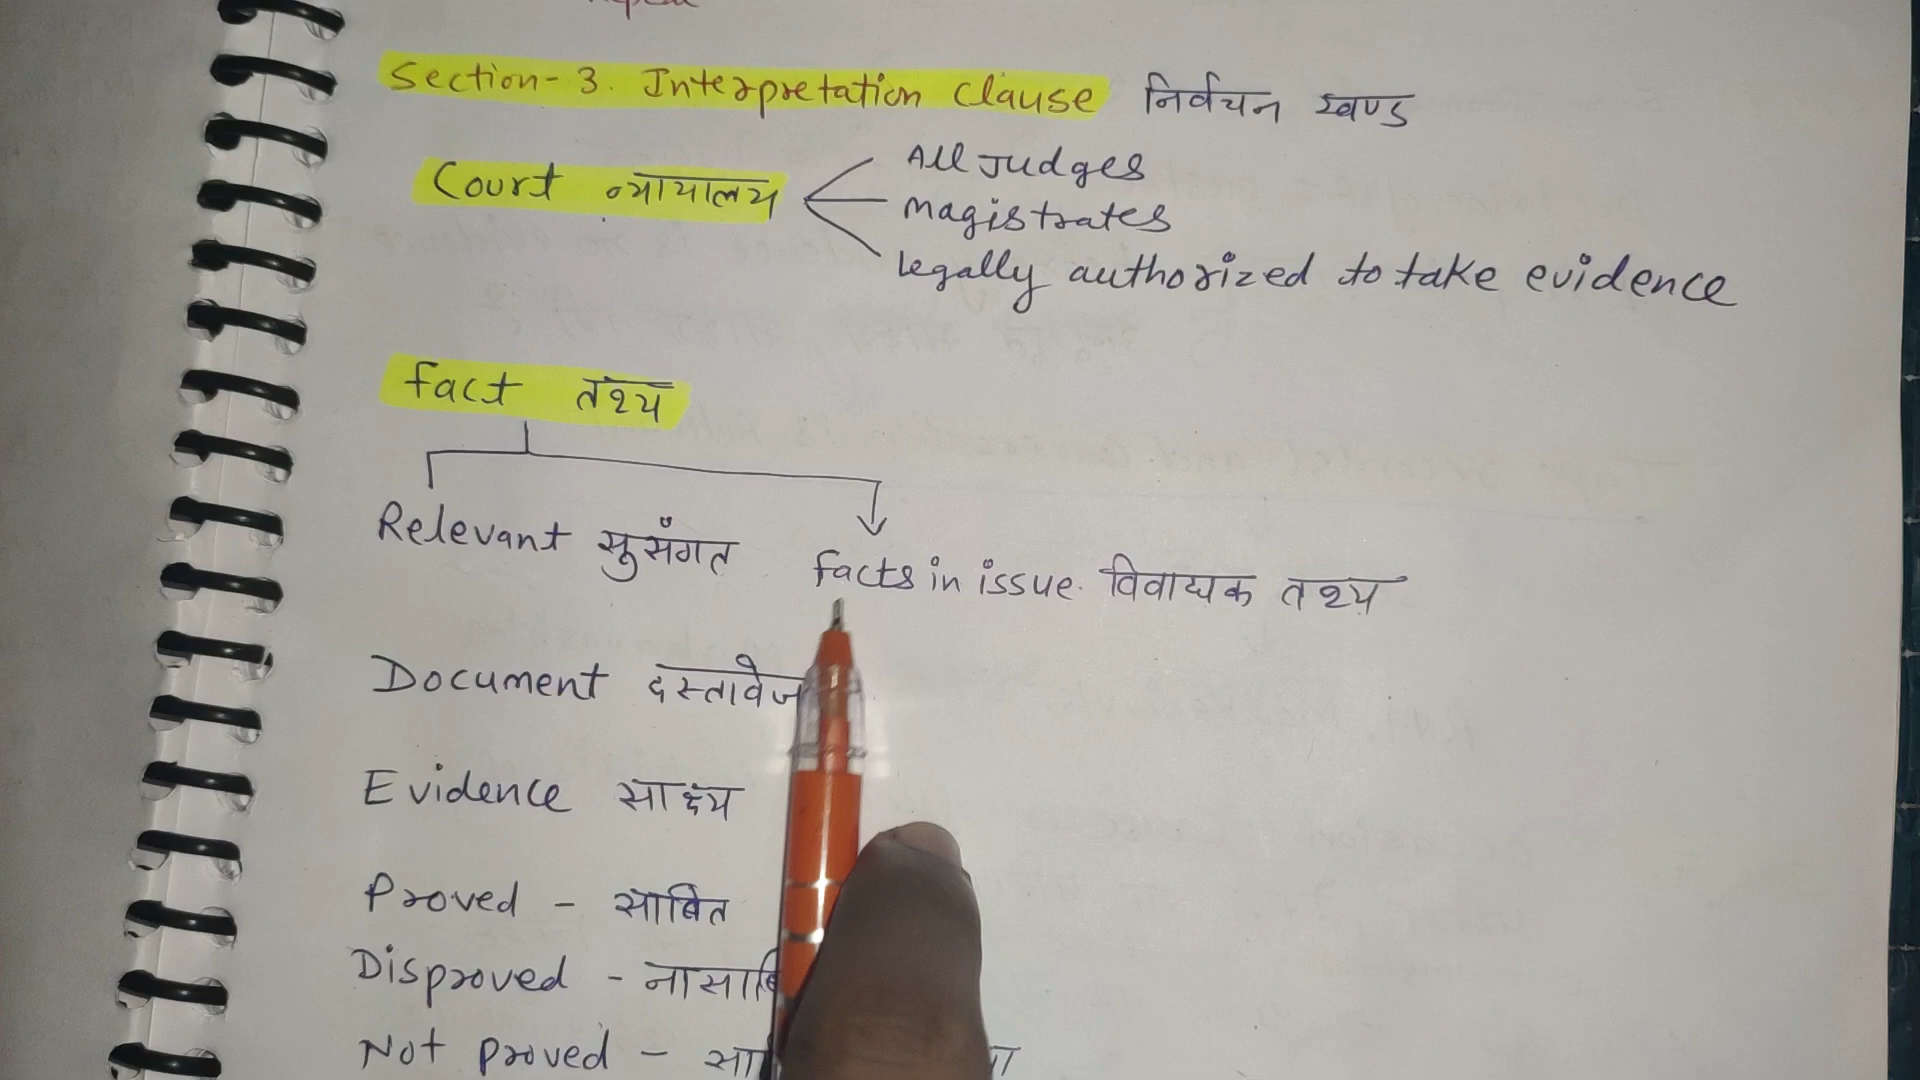 Section-3. Interpretation Clause निर्वचन खण्ड
Court न्यायालय
All Judges
magistrates
legally authorized to take evidence
fact तथ्य
Relevant सुसंगत
facts in issue. विवाद्यक तथ्य
Document दस्तावेज
Evidence साक्ष्य
Proved - साबित
Disproved -
Not proved -